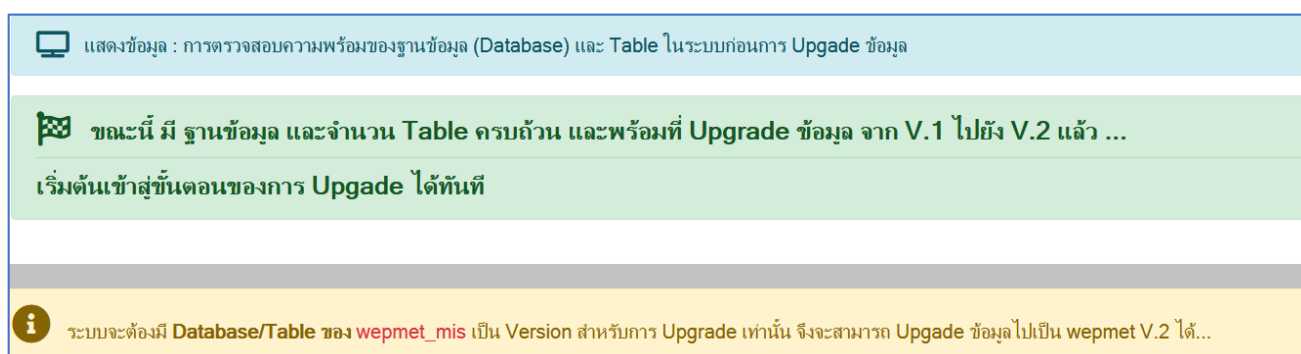 แสดงข้อมูล : การตรวจสอบความพร้อมของฐานข้อมูล (Database) และ Table ในระบบก่อนการ Upgade ข้อมูล
ขณะนี้ มี ฐานข้อมูล และจำนวน Table ครบถ้วน และพร้อมที่ Upgrade ข้อมูล จาก V.1 ไปยัง V.2 แล้ว ...
เริ่มต้นเข้าสู่ขั้นตอนของการ Upgade ได้ทันที
ระบบจะต้องมี Database/Table ของ wepmet_mis เป็น Version สำหรับการ Upgrade เท่านั้น จึงจะสามารถ Upgade ข้อมูลไปเป็น wepmet V.2 ได้...